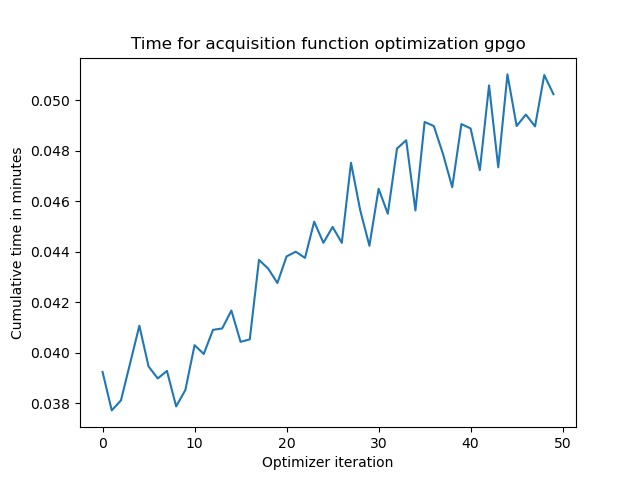 Time for acquisition function optimization gpgo
0.050
0.048
0.046
0.044
0.042
0.040
0.038
Cumulative time in minutes
0 10 20 30 40 50
Optimizer iteration